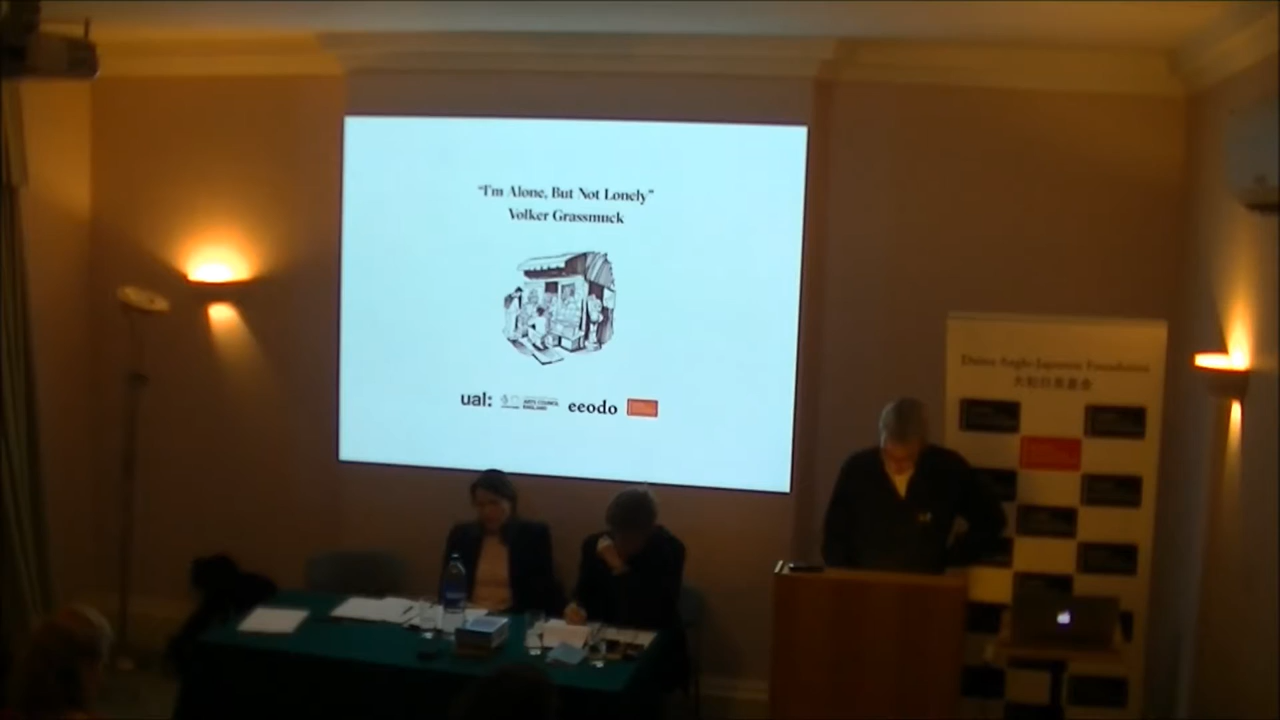 “I'm Alone, But Not Lonely”
Volker Grassmuck
ual:
ARTS COUNCIL
ENGLAND
eeodo
Daiwa Anglo-Japanese Foundation
大和日英基金